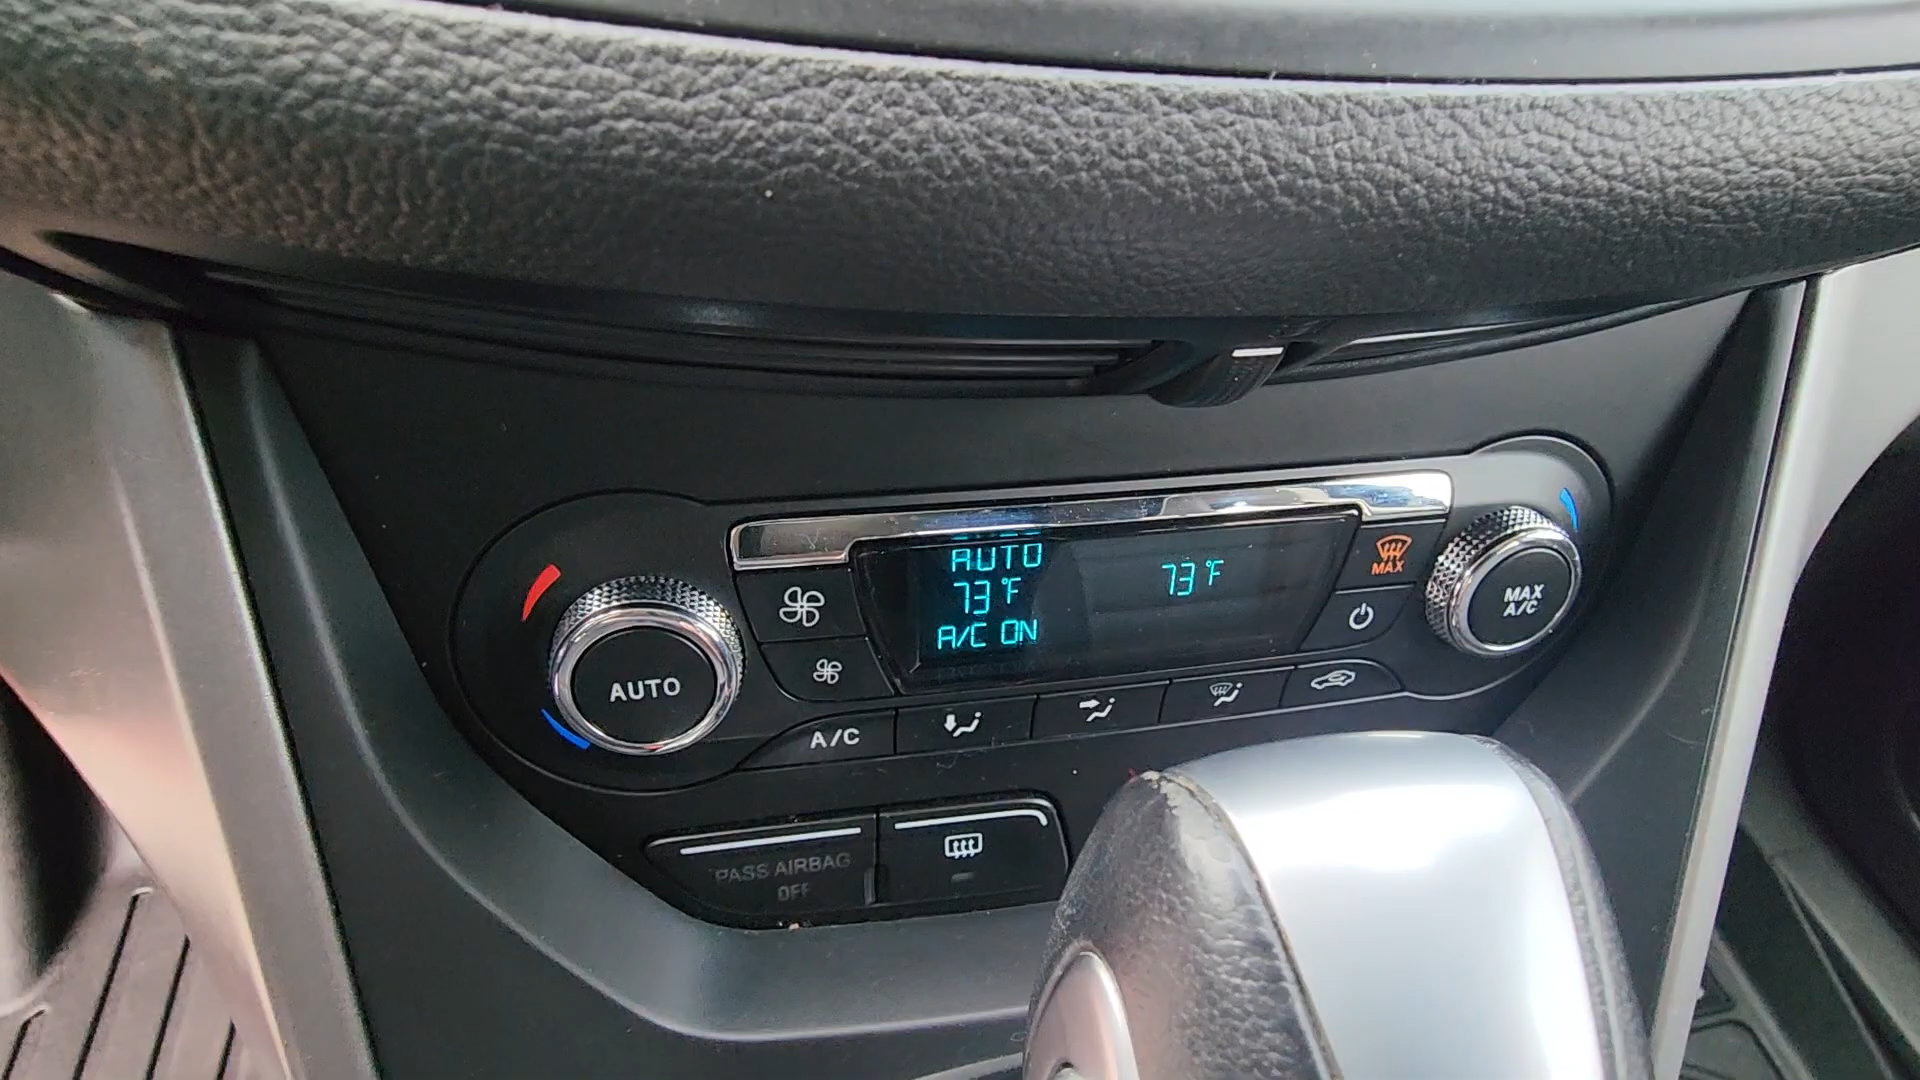 AUTO
73°F
A/C ON
73°F
MAX
MAX
A/C
AUTO
A/C
PASS AIRBAG
OFF